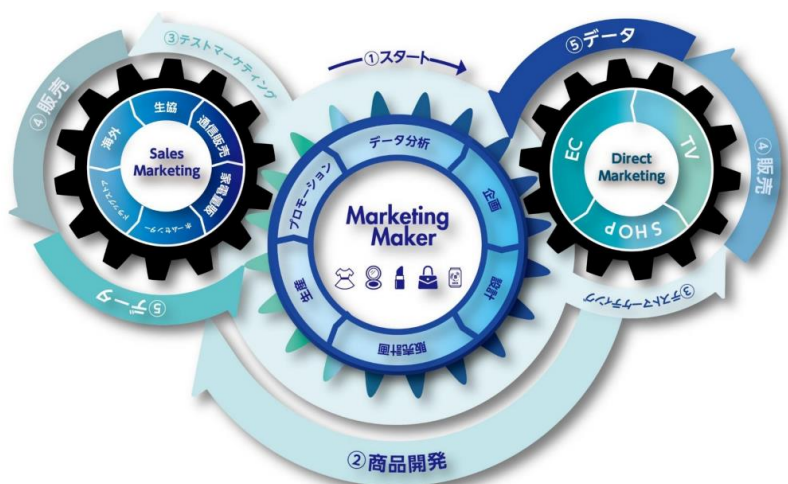 ①スタート
③テストマーケティング
④販売
⑤データ
Sales
Marketing
生協
通信販売
家電量販
ホームセンター
ドラッグストア
海外
Marketing
Maker
データ分析
企画
設計
販売計画
生産
プロモーション
⑤データ
④販売
③テストマーケティング
Direct
Marketing
EC
TV
SHOP
②商品開発